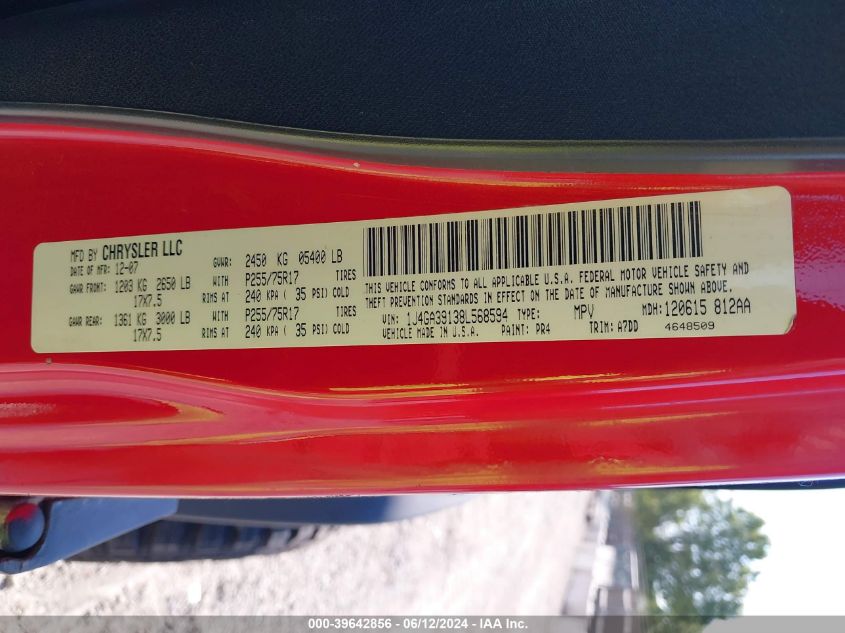 MFD BY CHRYSLER LLC
DATE OF MFR: 12-07 GVWR: 2450 KG 05400 LB
GAWR FRONT: 1203 KG 2650 LB WITH P255/75R17 TIRES
17X7.5 RIMS AT 240 KPA ( 35 PSI) COLD
GAWR REAR: 1361 KG 3000 LB WITH P255/75R17 TIRES
17X7.5 RIMS AT 240 KPA ( 35 PSI) COLD
THIS VEHICLE CONFORMS TO ALL APPLICABLE U.S.A. FEDERAL MOTOR VEHICLE SAFETY AND
THEFT PREVENTION STANDARDS IN EFFECT ON THE DATE OF MANUFACTURE SHOWN ABOVE.
VIN: 1J4GA39138L568594 TYPE: MPV MDH: 120615 812AA
VEHICLE MADE IN U.S.A. PAINT: PR4 TRIM: A7DD 4648509
000-39642856 - 06/12/2024 - IAA Inc.